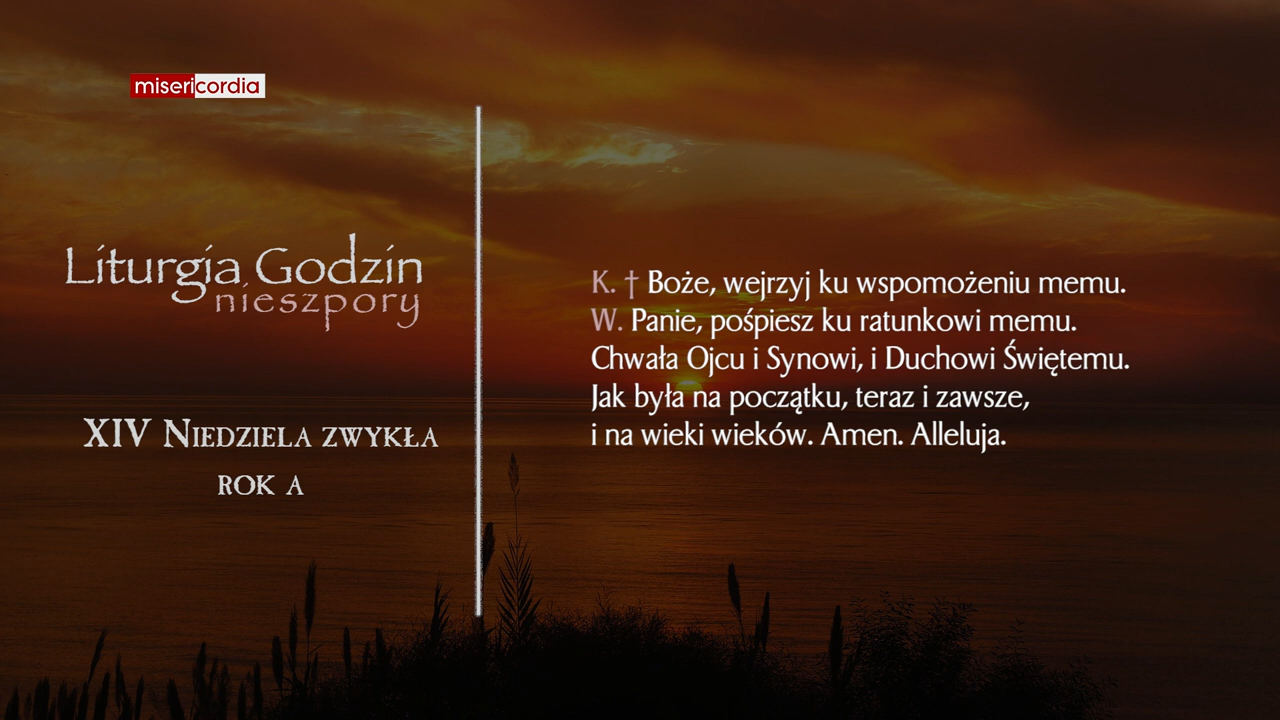 misericordia
Liturgia Godzin
nieszpory
XIV Niedziela zwykła
rok A
K. † Boże, wejrzyj ku wspomożeniu memu.
W. Panie, pośpiesz ku ratunkowi memu.
Chwała Ojcu i Synowi, i Duchowi Świętemu.
Jak była na początku, teraz i zawsze,
i na wieki wieków. Amen. Alleluja.